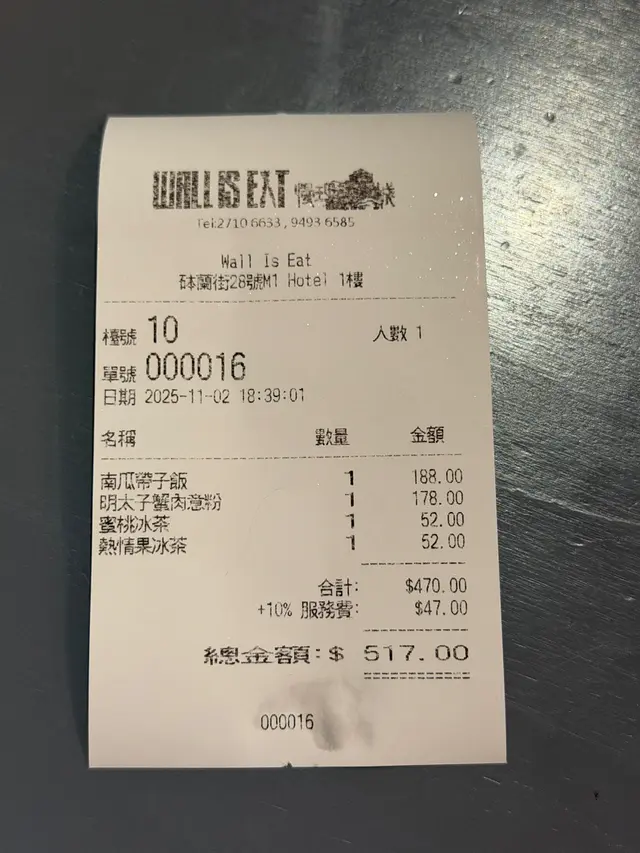 WALL IS EAT
Tel:2710 6633 , 9493 6585
Wall Is Eat
砵蘭街28號M1 Hotel 1樓
檯號 10 人數 1
單號 000016
日期 2025-11-02 18:39:01
名稱 數量 金額
南瓜帶子飯 1 188.00
明太子蟹肉意粉 1 178.00
蜜桃冰茶 1 52.00
熱情果冰茶 1 52.00
合計: $470.00
+10% 服務費: $47.00
總金額: $ 517.00
000016